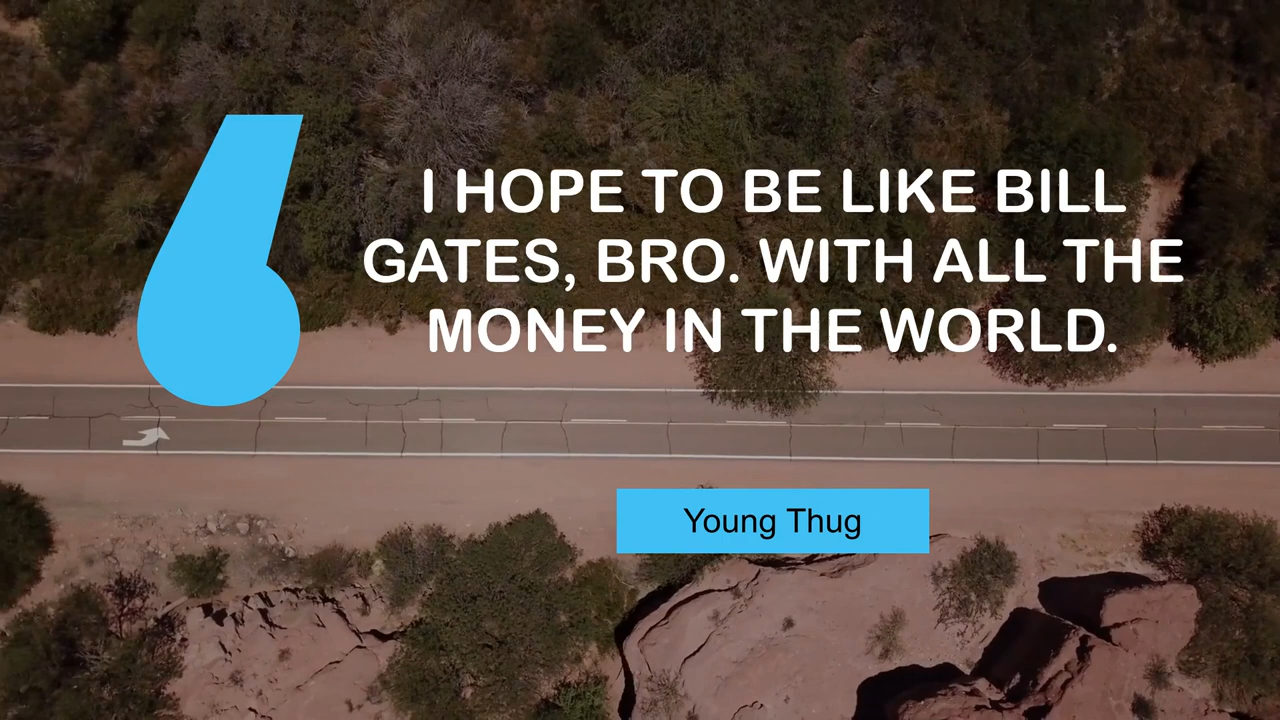 I HOPE TO BE LIKE BILL
GATES, BRO. WITH ALL THE
MONEY IN THE WORLD.
Young Thug